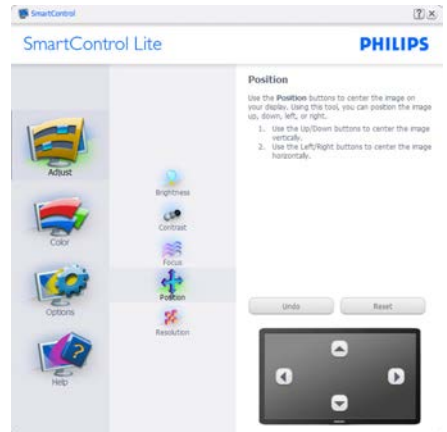 SmartControl
SmartControl Lite
PHILIPS
Adjust
Color
Options
Help
Brightness
Contrast
Focus
Position
Resolution
Position
Use the Position buttons to center the image on
your display. Using this tool, you can position the image
up, down, left, or right.
1. Use the Up/Down buttons to center the image
vertically.
2. Use the Left/Right buttons to center the image
horizontally.
Undo
Reset